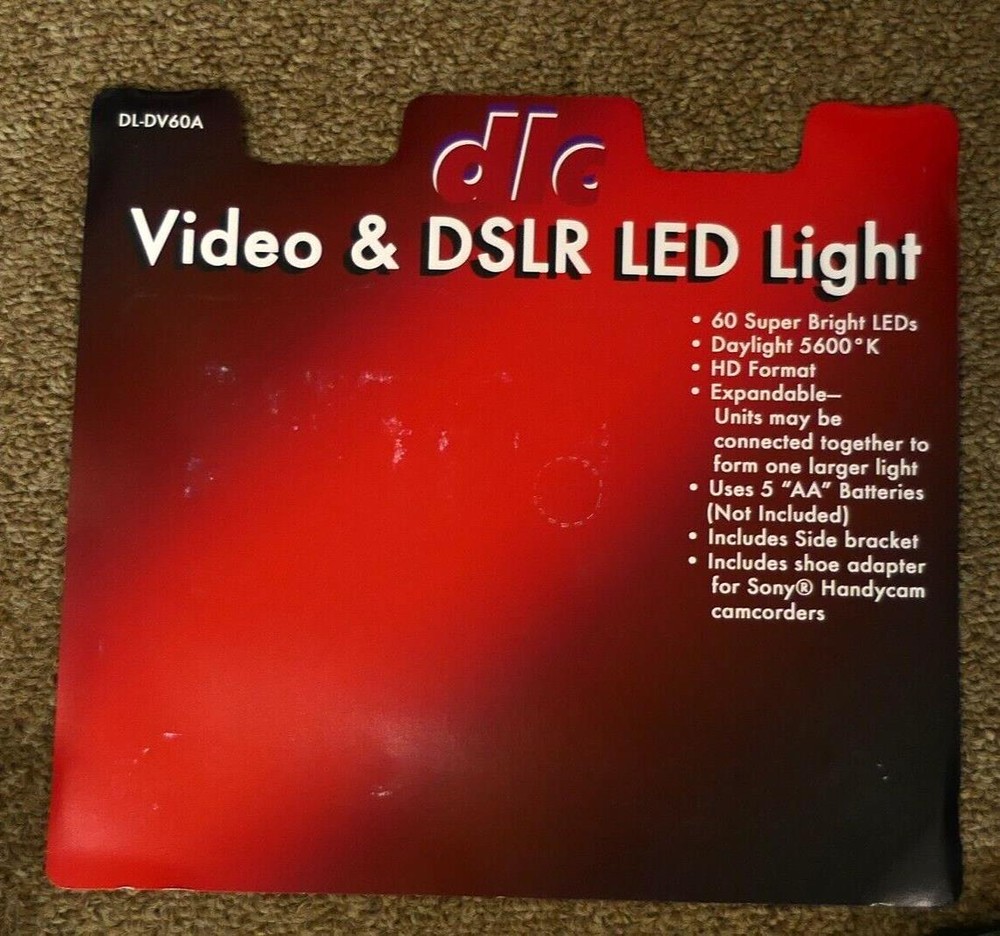 DL-DV60A
dlc
Video & DSLR LED Light
• 60 Super Bright LEDs
• Daylight 5600°K
• HD Format
• Expandable—
Units may be
connected together to
form one larger light
• Uses 5 "AA" Batteries
(Not Included)
• Includes Side bracket
• Includes shoe adapter
for Sony® Handycam
camcorders